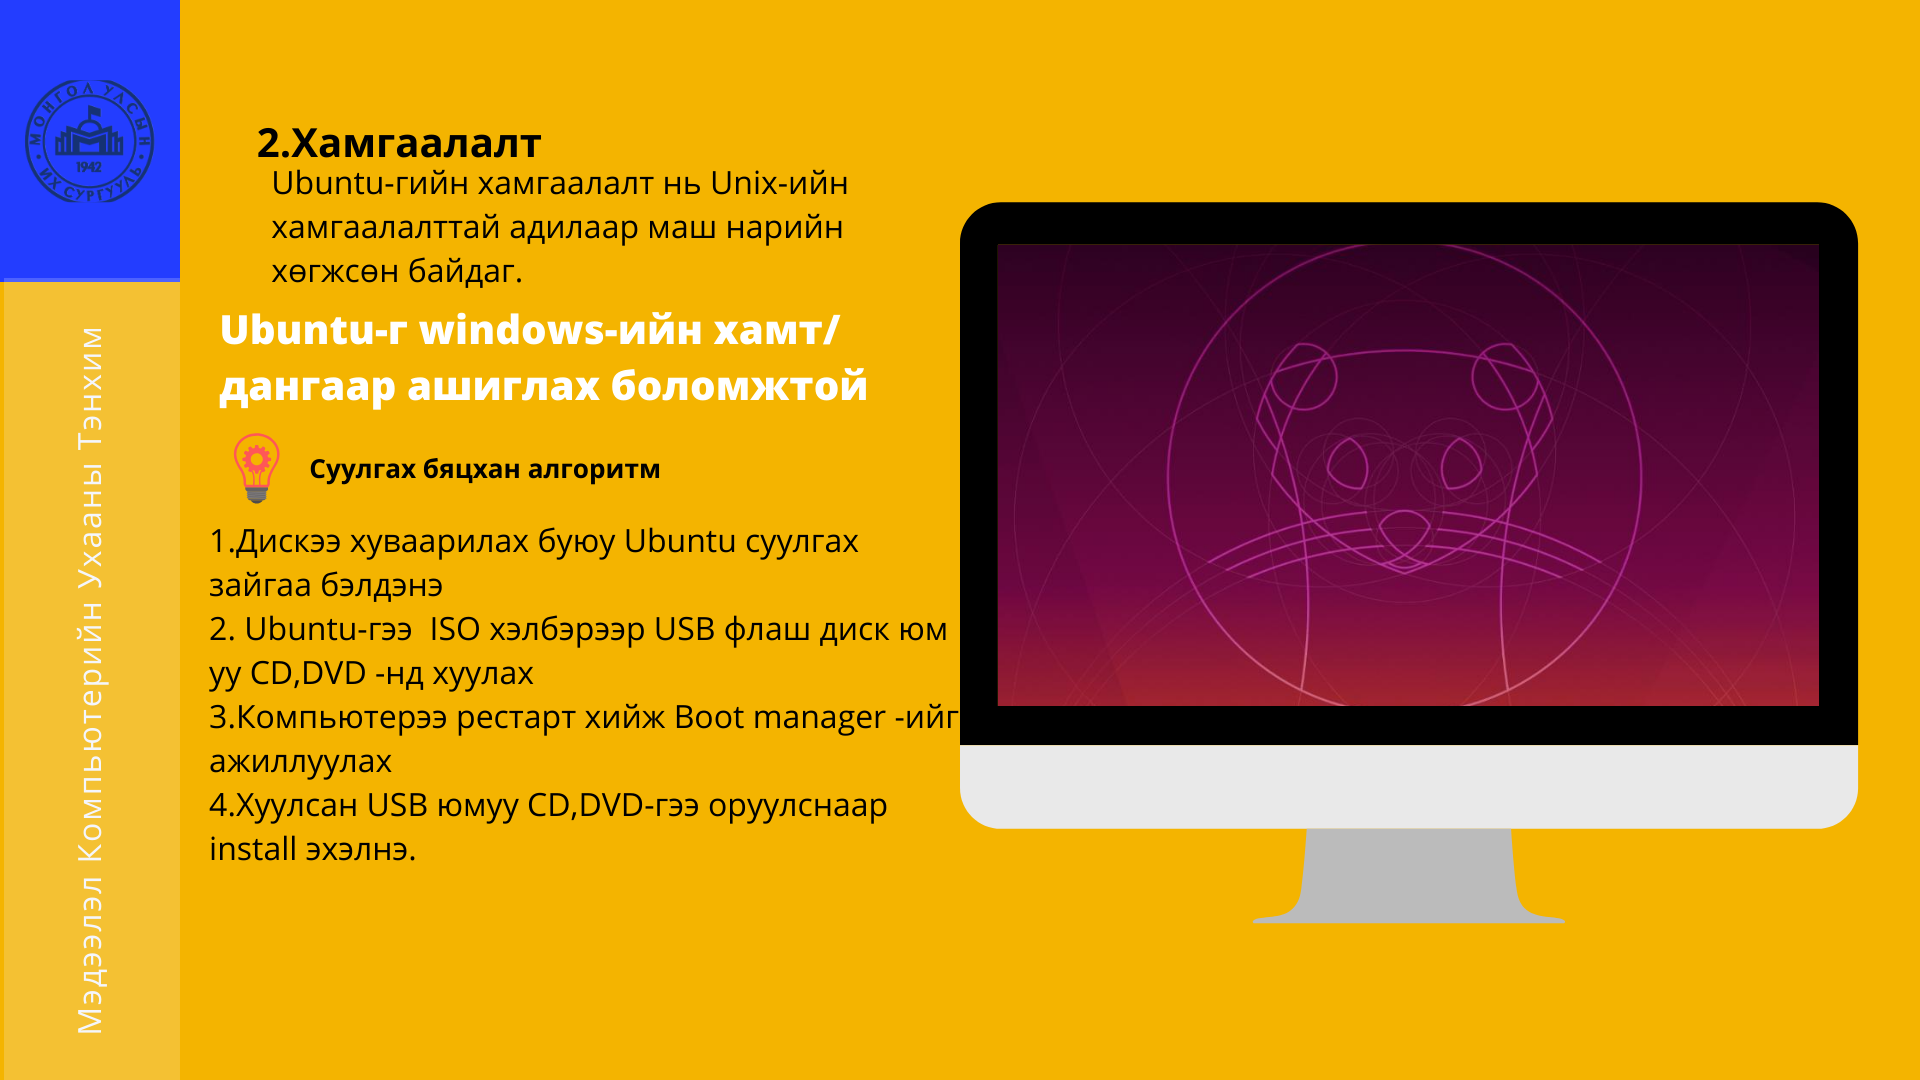 МОНГОЛ УЛСЫН
1942
ИХ СУРГУУЛЬ
Мэдээлэл Компьютерийн Ухааны Тэнхим
2.Хамгаалалт
Ubuntu-гийн хамгаалалт нь Unix-ийн
хамгаалалттай адилаар маш нарийн
хөгжсөн байдаг.
Ubuntu-г windows-ийн хамт/
дангаар ашиглах боломжтой
Суулгах бяцхан алгоритм
1.Дискээ хуваарилах буюу Ubuntu суулгах
зайгаа бэлдэнэ
2. Ubuntu-гээ  ISO хэлбэрээр USB флаш диск юм
уу CD,DVD -нд хуулах
3.Компьютерээ рестарт хийж Boot manager -ийг
ажиллуулах
4.Хуулсан USB юмуу CD,DVD-гээ оруулснаар
install эхэлнэ.